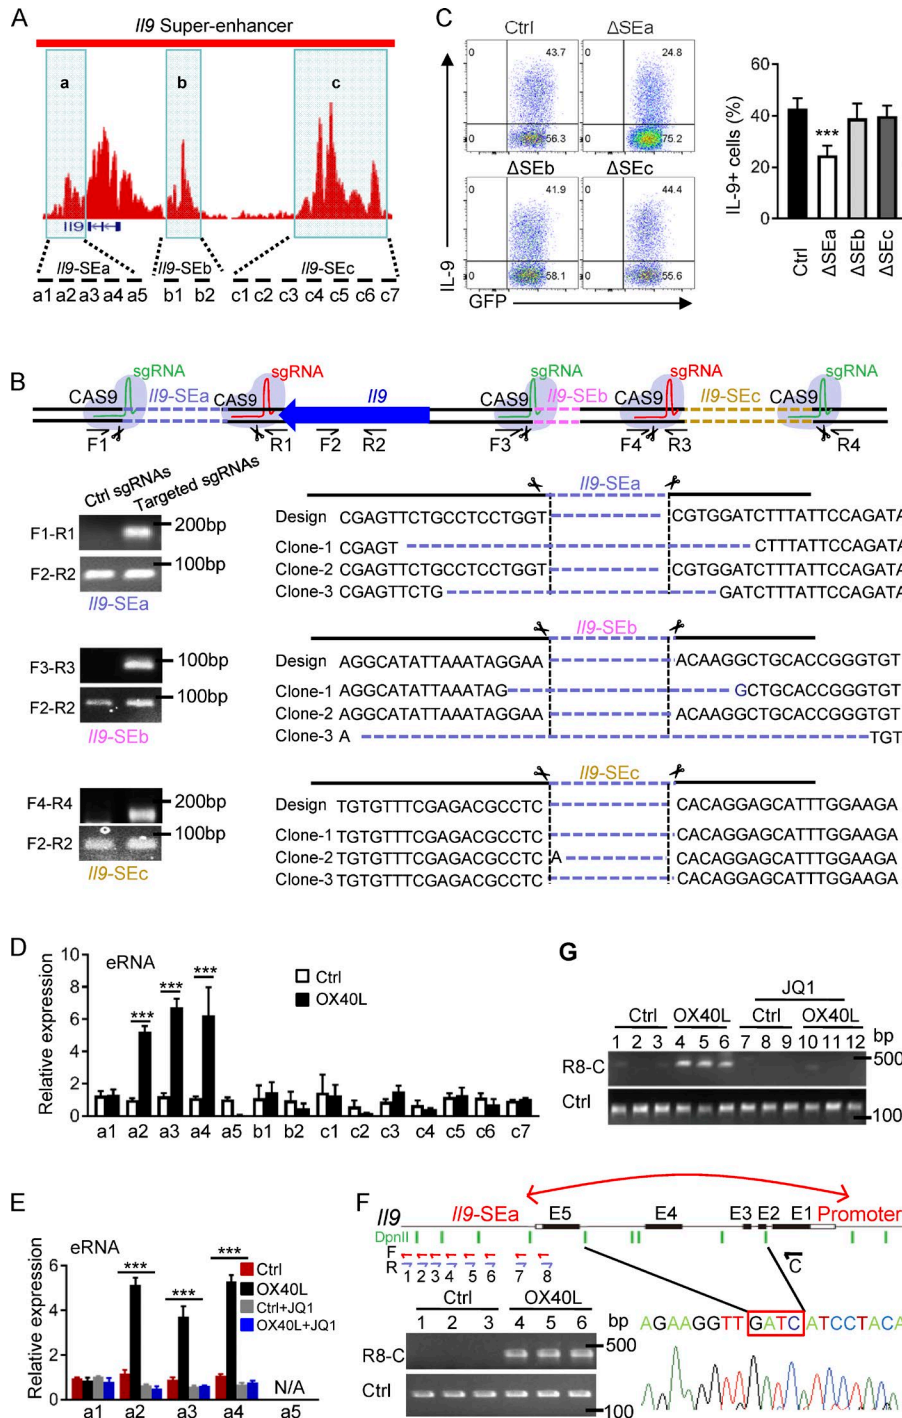 A
Il9 Super-enhancer
a
b
c
Il9
Il9-SEa
Il9-SEb
Il9-SEc
a1 a2 a3 a4 a5 b1 b2 c1 c2 c3 c4 c5 c6 c7
C
Ctrl
ΔSEa
0 43.7
0 56.3
0 24.8
0 75.2
ΔSEb
ΔSEc
0 41.9
0 58.1
0 44.4
0 55.6
IL-9
GFP
IL-9+ cells (%)
60
40
20
0
***
Ctrl
ΔSEa
ΔSEb
ΔSEc
B
sgRNA sgRNA sgRNA sgRNA sgRNA
CAS9 Il9-SEa CAS9 Il9 CAS9 Il9-SEb CAS9 Il9-SEc CAS9
F1 R1 F2 R2 F3 F4 R3 R4
Ctrl sgRNAs
Targeted sgRNAs
F1-R1 200bp
F2-R2 100bp
Il9-SEa
F3-R3 100bp
F2-R2 100bp
Il9-SEb
F4-R4 200bp
F2-R2 100bp
Il9-SEc
Il9-SEa
Design CGAGTTCTGCCTCCTGGT CGTGGATCTTTATTCCAGATA
Clone-1 CGAGT CTTTATTCCAGATA
Clone-2 CGAGTTCTGCCTCCTGGT CGTGGATCTTTATTCCAGATA
Clone-3 CGAGTTCTG GATCTTTATTCCAGATA
Il9-SEb
Design AGGCATATTAAATAGGAA ACAAGGCTGCACCGGGTGT
Clone-1 AGGCATATTAAATAG GCTGCACCGGGTGT
Clone-2 AGGCATATTAAATAGGAA ACAAGGCTGCACCGGGTGT
Clone-3 A TGT
Il9-SEc
Design TGTGTTTCGAGACGCCTC CACAGGAGCATTTGGAAGA
Clone-1 TGTGTTTCGAGACGCCTC CACAGGAGCATTTGGAAGA
Clone-2 TGTGTTTCGAGACGCCTC A CACAGGAGCATTTGGAAGA
Clone-3 TGTGTTTCGAGACGCCTC CACAGGAGCATTTGGAAGA
D
eRNA
Relative expression
10
8
6
4
2
0
*** *** ***
Ctrl
OX40L
a1 a2 a3 a4 a5 b1 b2 c1 c2 c3 c4 c5 c6 c7
G
JQ1
Ctrl OX40L Ctrl OX40L
1 2 3 4 5 6 7 8 9 10 11 12 bp
R8-C 500
Ctrl 100
E
eRNA
Relative expression
6
4
2
0
*** *** ***
Ctrl
OX40L
Ctrl+JQ1
OX40L+JQ1
N/A
a1 a2 a3 a4 a5
F
Il9 Il9-SEa E5 E4 E3 E2 E1 Promoter
DpnII
F
R
1 2 3 4 5 6 7 8
C
Ctrl OX40L
1 2 3 4 5 6 bp
R8-C 500
Ctrl 100
AGAAGGTTGATCATCCTACA